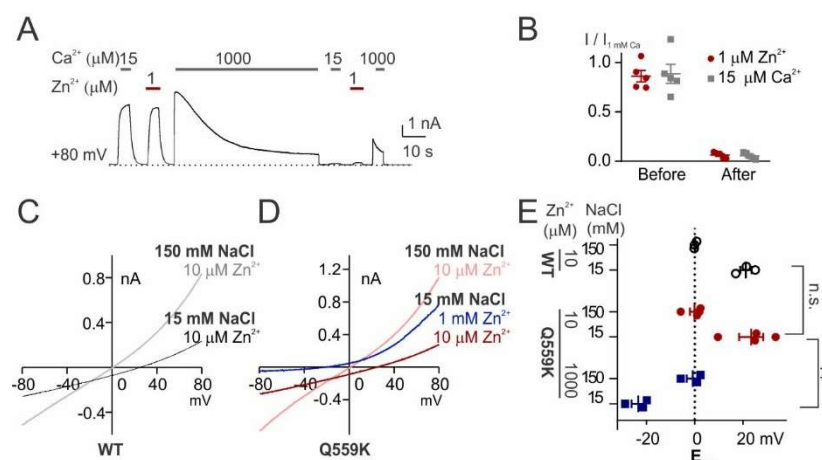 A
Ca²⁺ (μM) 15 1000 15 1000
Zn²⁺ (μM) 1 1
1 nA
10 s
+80 mV
B
I / I 1 mM Ca
1 μM Zn²⁺
15 μM Ca²⁺
1.0
0.5
0.0
Before After
C
150 mM NaCl
10 μM Zn²⁺
0.8
nA
0.4
15 mM NaCl
10 μM Zn²⁺
-80 -40 0 40 80
mV
-0.4
WT
D
150 mM NaCl
10 μM Zn²⁺
1.2
nA
0.8
15 mM NaCl
1 mM Zn²⁺
10 μM Zn²⁺
0.4
-80 -40 0 40 80
mV
-0.4
Q559K
E
Zn²⁺ (μM) NaCl (mM)
10 WT 150
15
n.s.
10 Q559K 150
15
1000 150
15
-20 0 20 mV
E